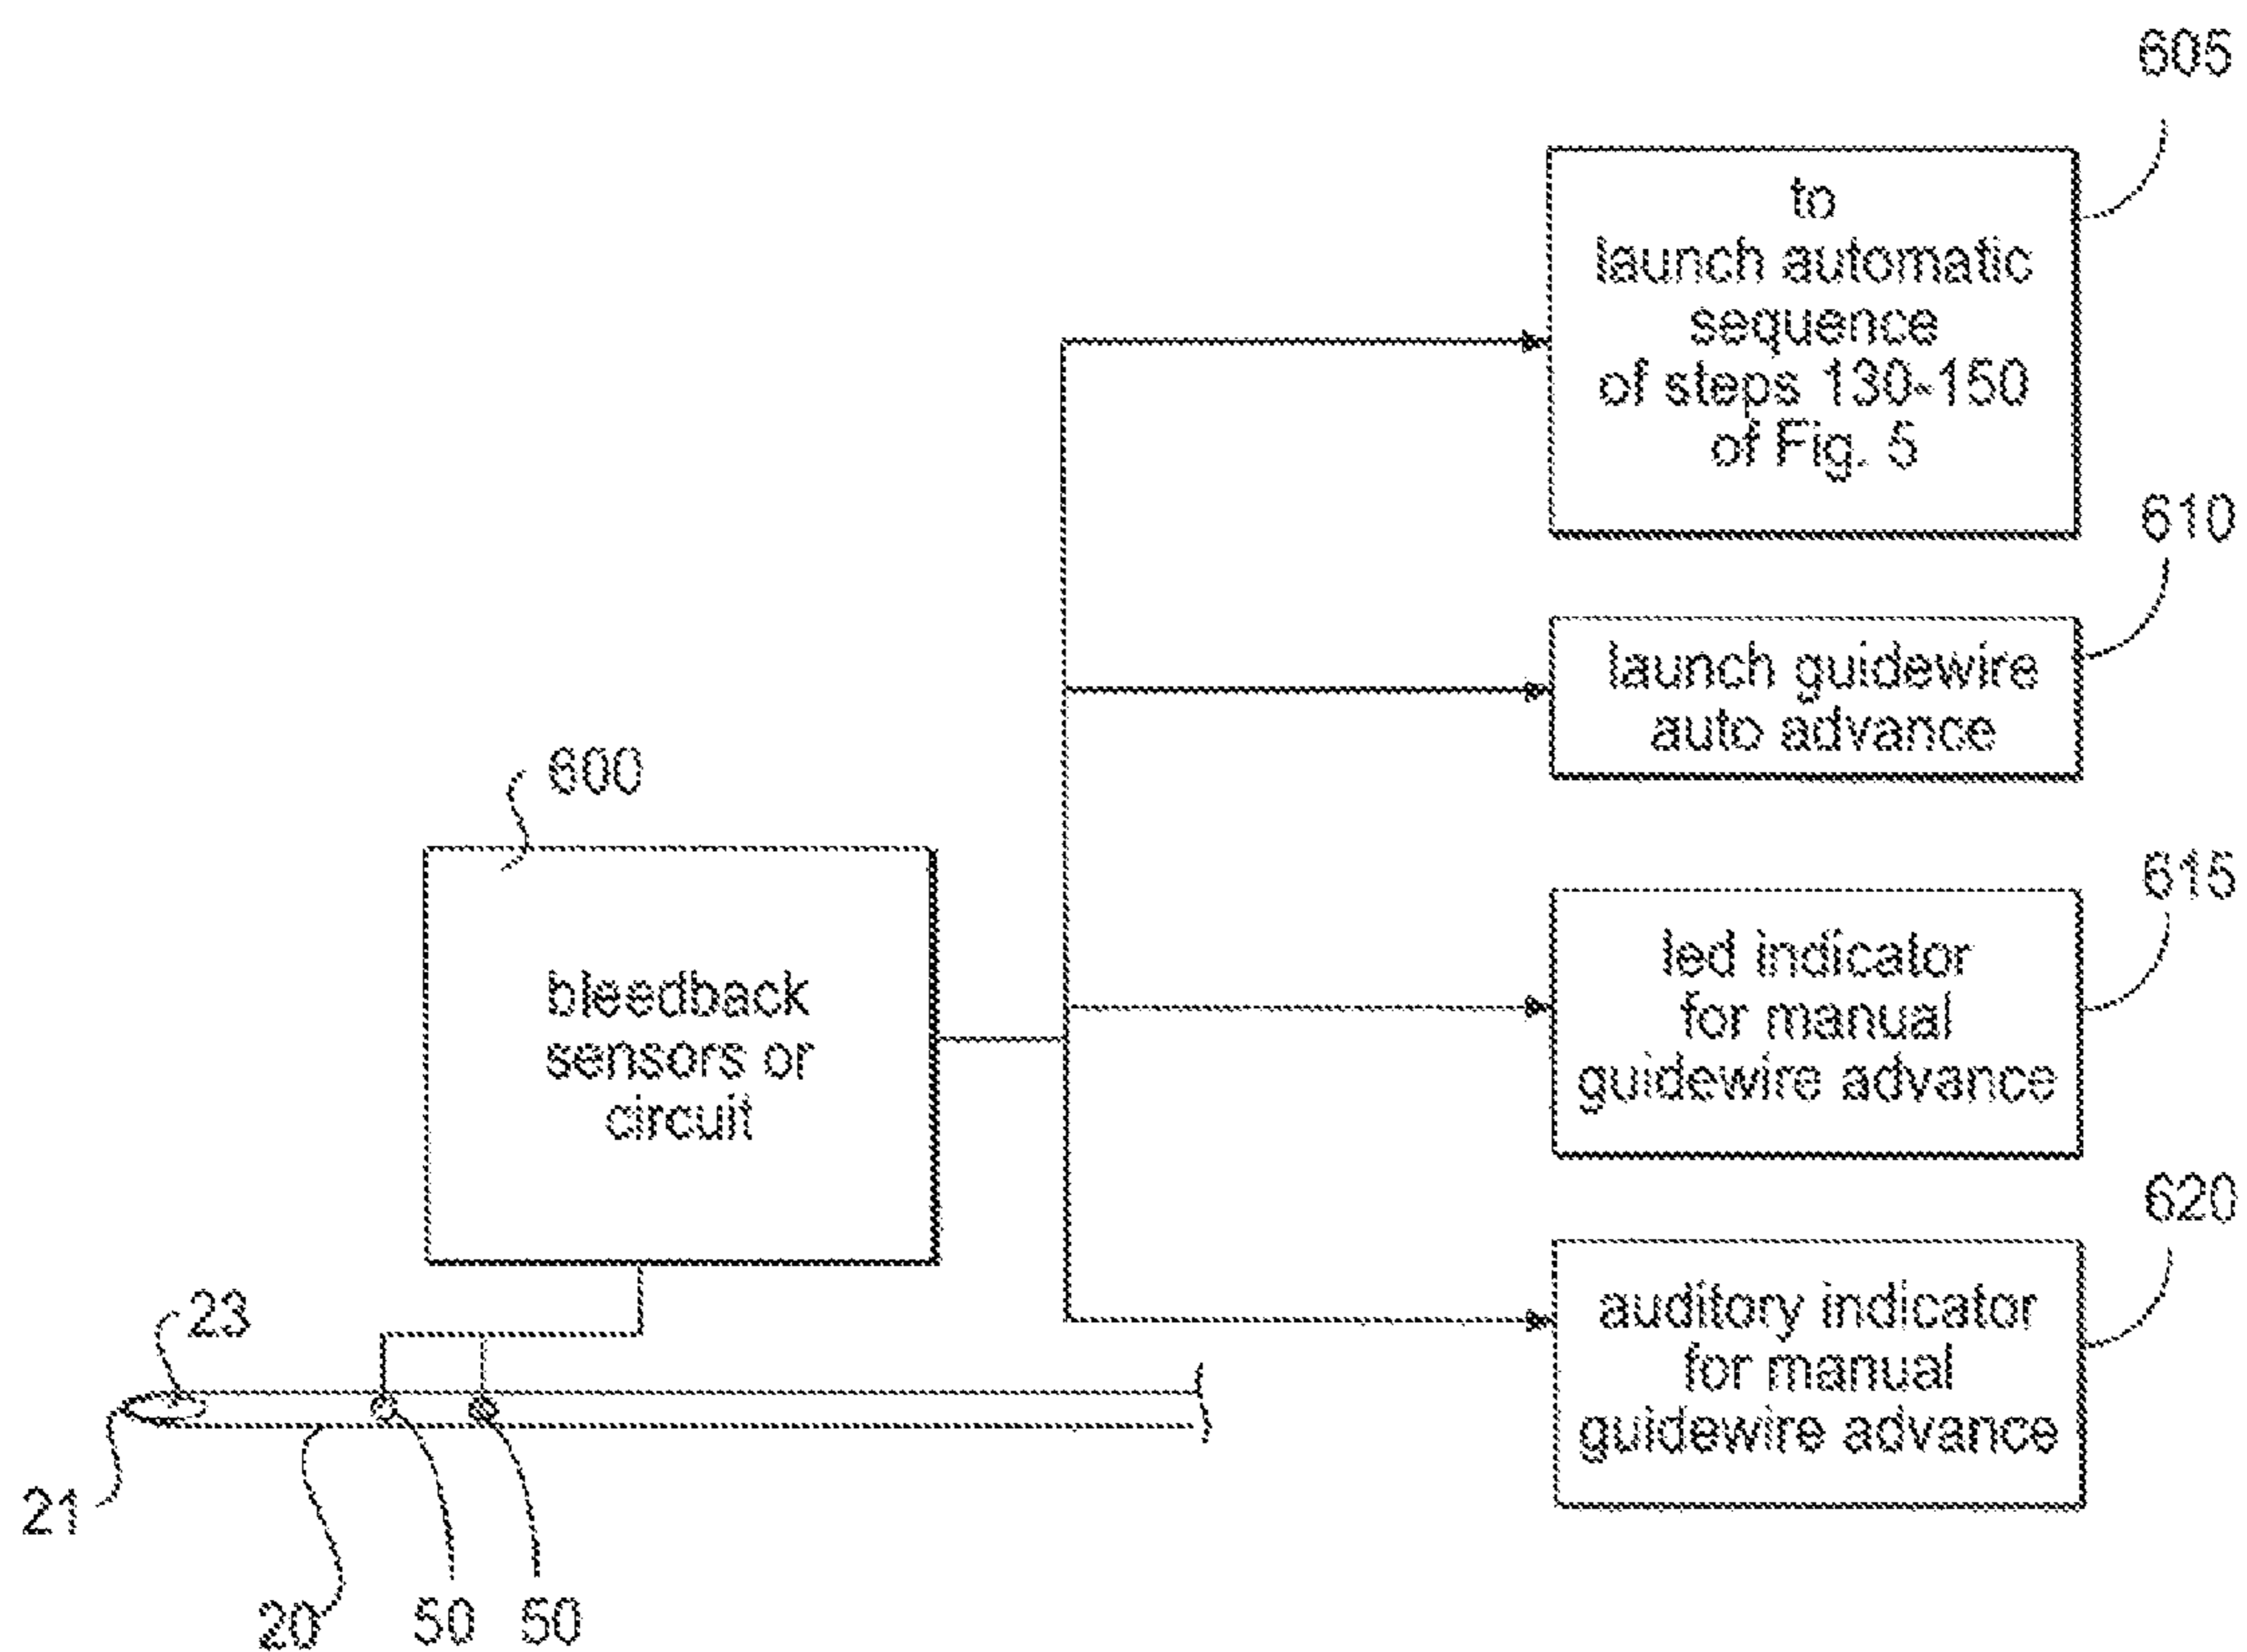 605
to
launch automatic
sequence
of steps 130-150
of Fig. 5
610
launch guidewire
auto advance
600
bleedback
sensors or
circuit
615
led indicator
for manual
guidewire advance
620
auditory indicator
for manual
guidewire advance
23
21
20
50
50